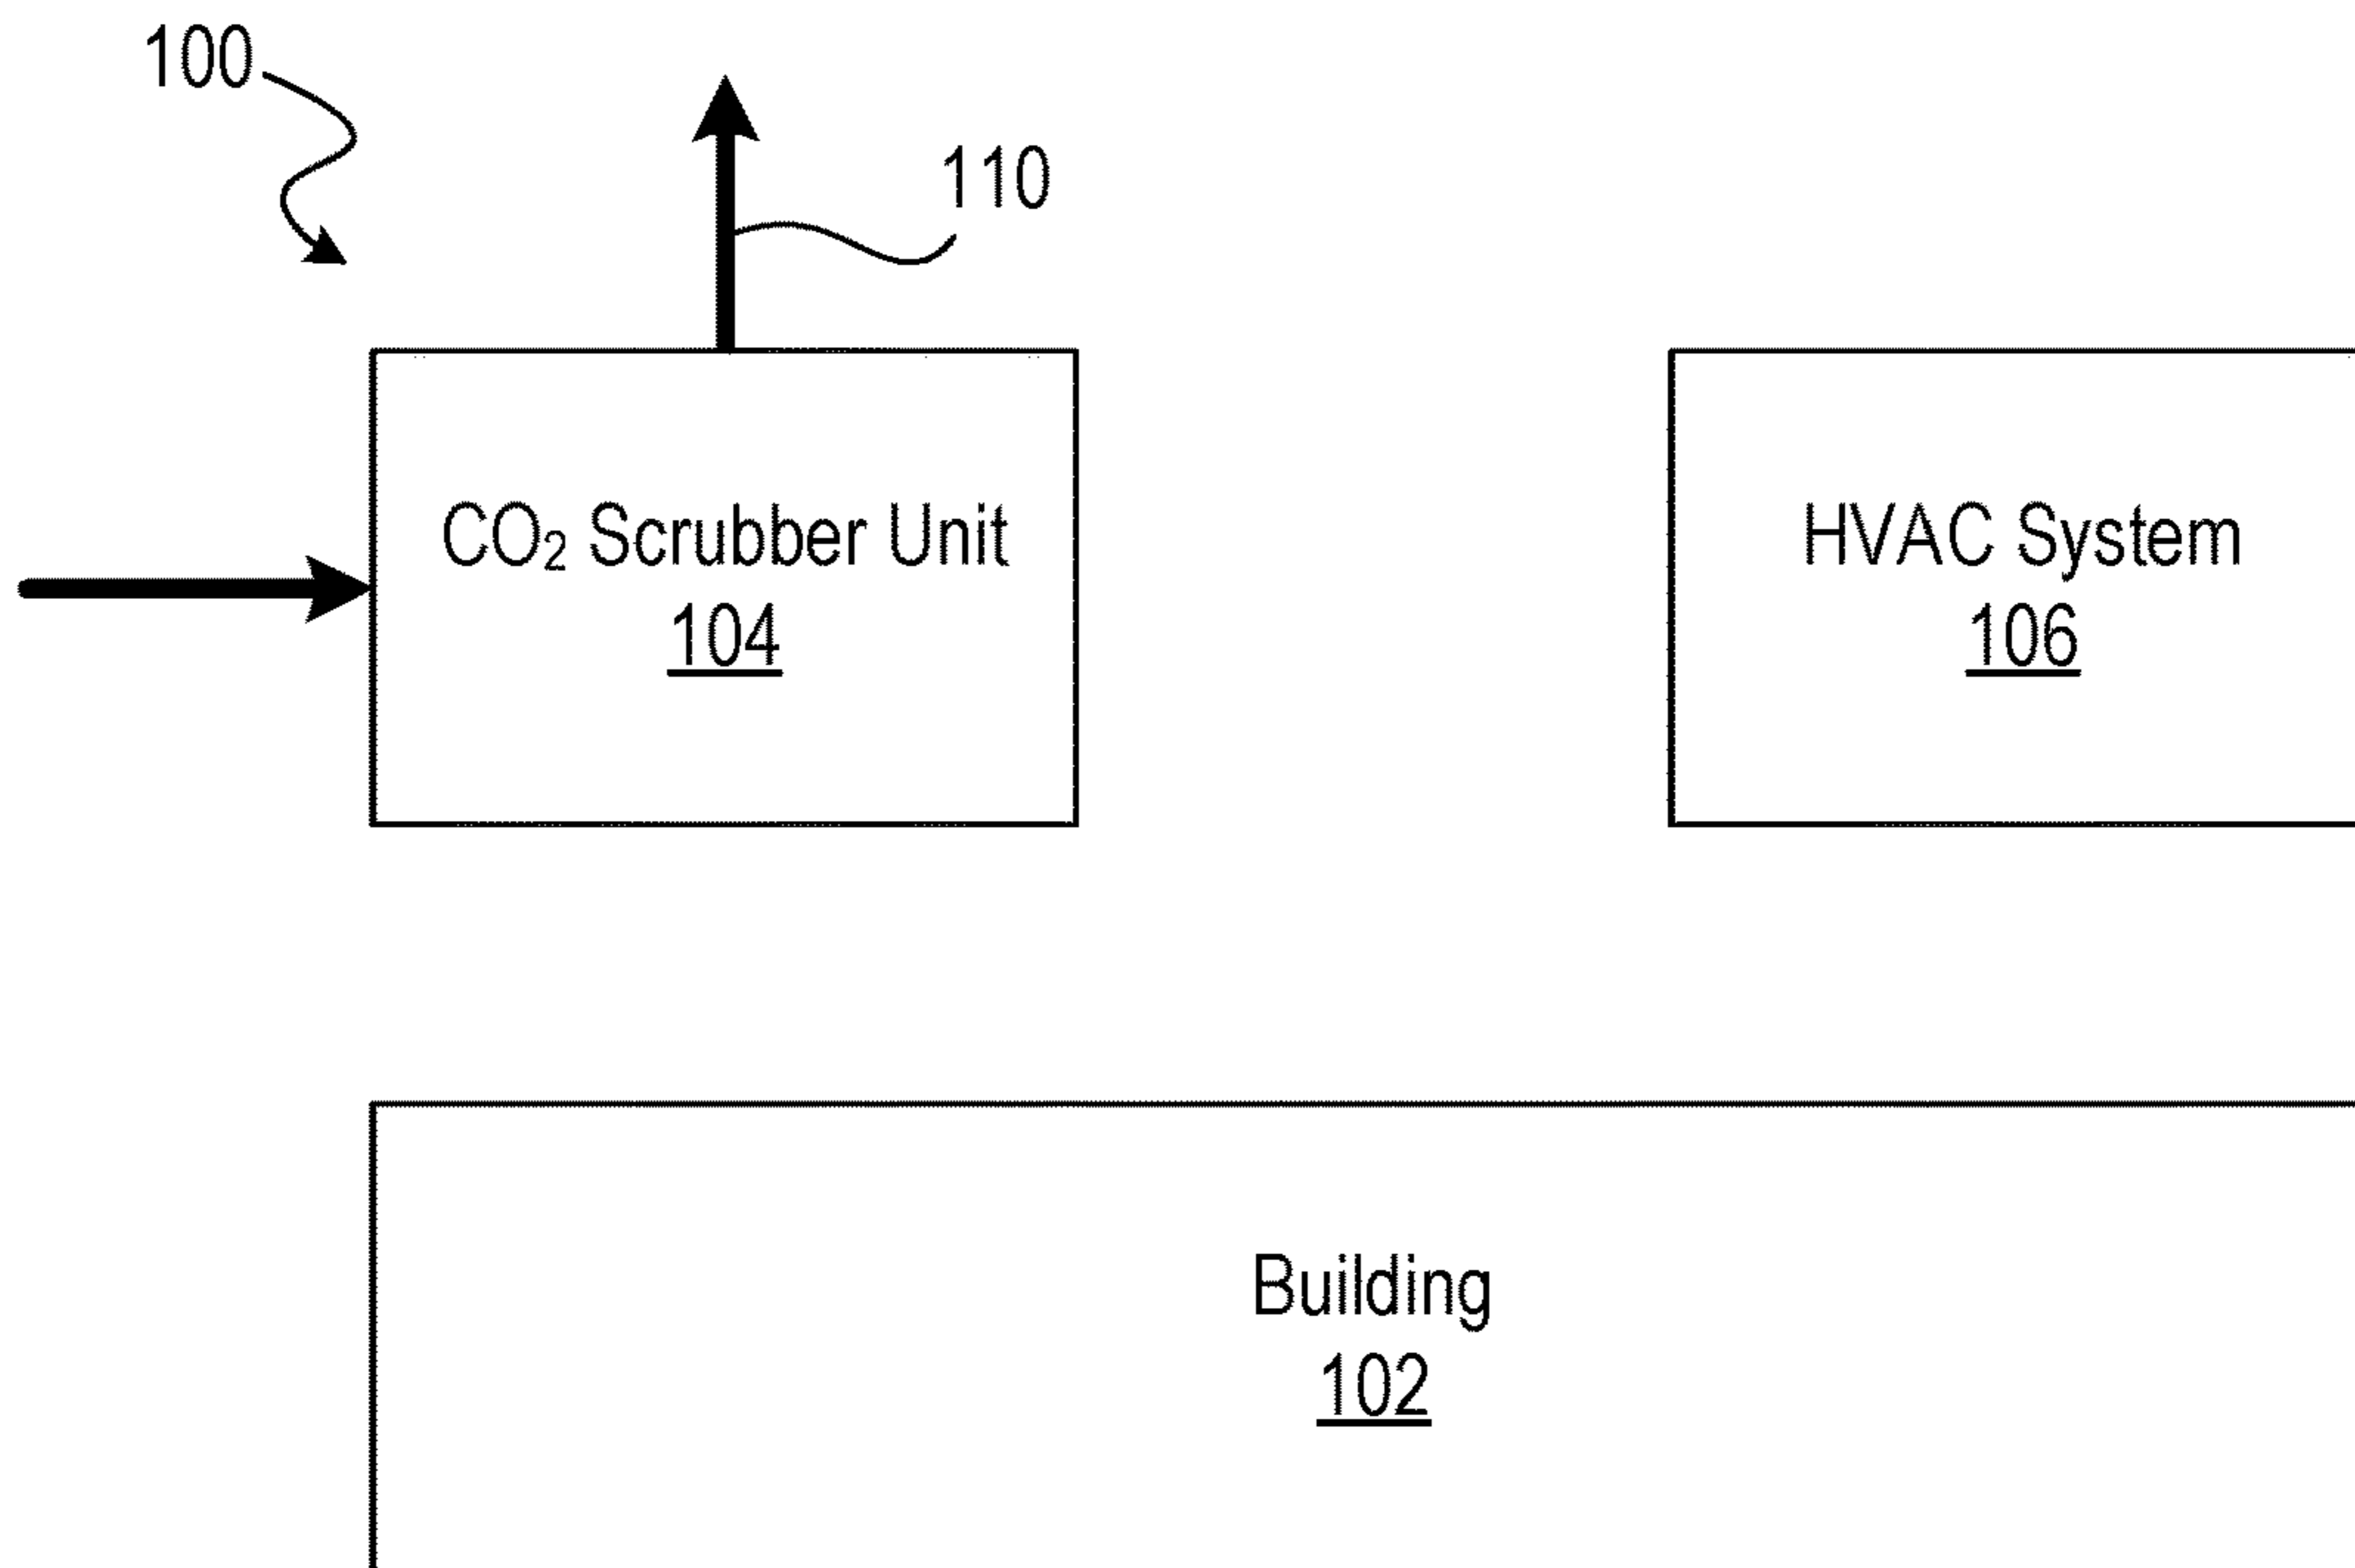 100
110
CO₂ Scrubber Unit
104
HVAC System
106
Building
102